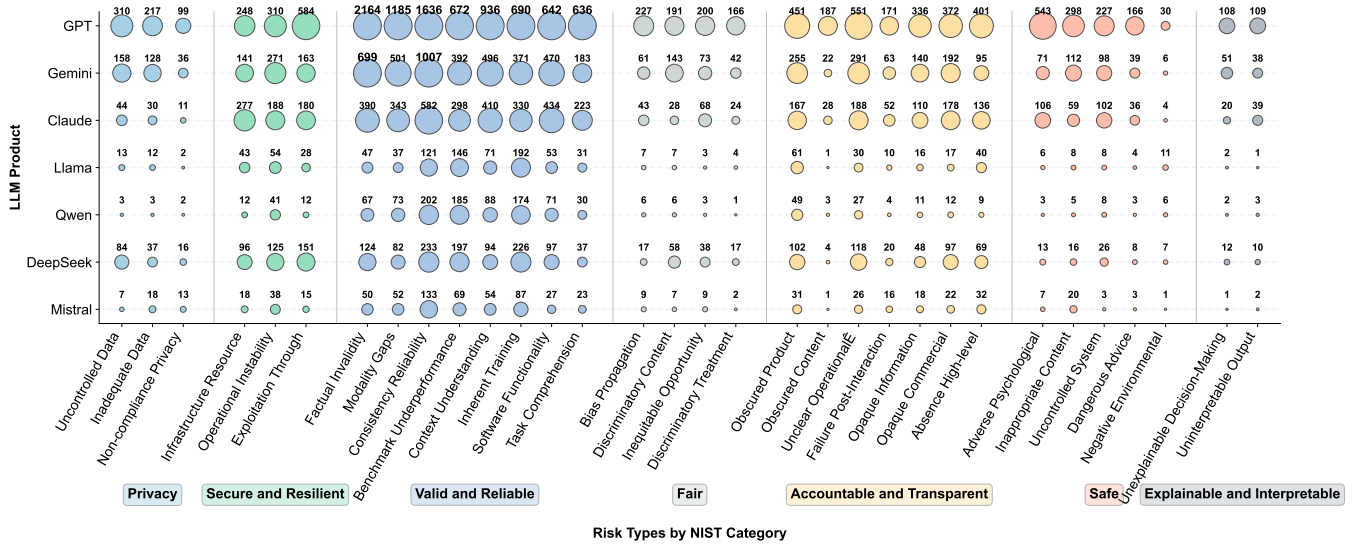 310 217 99 248 310 584 2164 1185 1636 672 936 690 642 636 227 191 200 166 451 187 551 171 336 372 401 543 298 227 166 30 108 109
GPT
158 128 36 141 271 163 699 501 1007 392 496 371 470 183 61 143 73 42 255 22 291 63 140 192 95 71 112 98 39 6 51 38
Gemini
44 30 11 277 188 180 390 343 582 298 410 330 434 223 43 28 68 24 167 28 188 52 110 178 136 106 59 102 36 4 20 39
Claude
13 12 2 43 54 28 47 37 121 146 71 192 53 31 7 7 3 4 61 1 30 10 16 17 40 6 8 8 4 11 2 1
Llama
3 3 2 12 41 12 67 73 202 185 88 174 71 30 6 6 3 1 49 3 27 4 11 12 9 3 5 8 3 6 2 3
Qwen
84 37 16 96 125 151 124 82 233 197 94 226 97 37 17 58 38 17 102 4 118 20 48 97 69 13 16 26 8 7 12 10
DeepSeek
7 18 13 18 38 15 50 52 133 69 54 87 27 23 9 7 9 2 31 1 26 16 18 22 32 7 20 3 3 1 1 2
Mistral
LLM Product
Uncontrolled Data
Inadequate Data
Non-compliance Privacy
Infrastructure Resource
Operational Instability
Exploitation Through
Factual Invalidity
Modality Gaps
Consistency Reliability
Benchmark Underperformance
Context Understanding
Inherent Training
Software Functionality
Task Comprehension
Bias Propagation
Discriminatory Content
Inequitable Opportunity
Discriminatory Treatment
Obscured Product
Obscured Content
Unclear OperationalÊ
Failure Post-Interaction
Opaque Information
Opaque Commercial
Absence High-level
Adverse Psychological
Inappropriate Content
Uncontrolled System
Dangerous Advice
Negative Environmental
Unexplainable Decision-Making
Uninterpretable Output
Privacy
Secure and Resilient
Valid and Reliable
Fair
Accountable and Transparent
Safe
Explainable and Interpretable
Risk Types by NIST Category